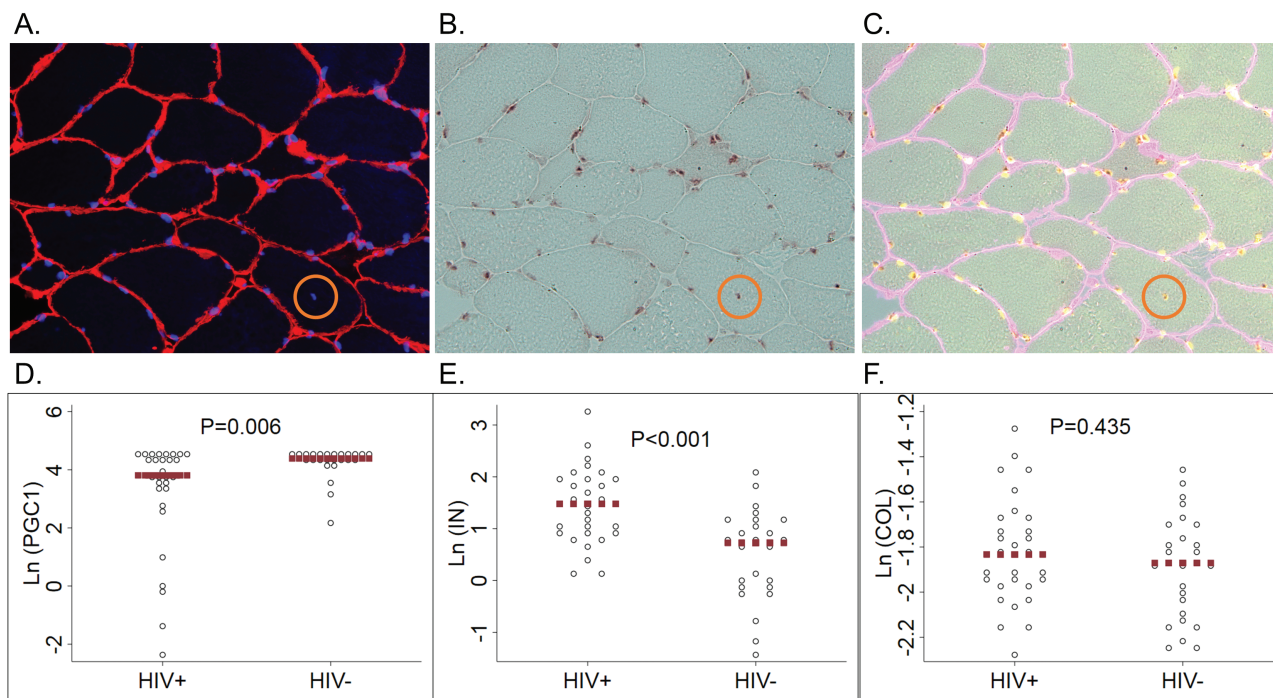 A.
B.
C.
D.
E.
F.
6
4
2
0
-2
Ln (PGC1)
P=0.006
HIV+
HIV-
3
2
1
0
-1
Ln (IN)
P<0.001
HIV+
HIV-
-1.2
-1.4
-1.6
-1.8
-2
-2.2
Ln (COL)
P=0.435
HIV+
HIV-